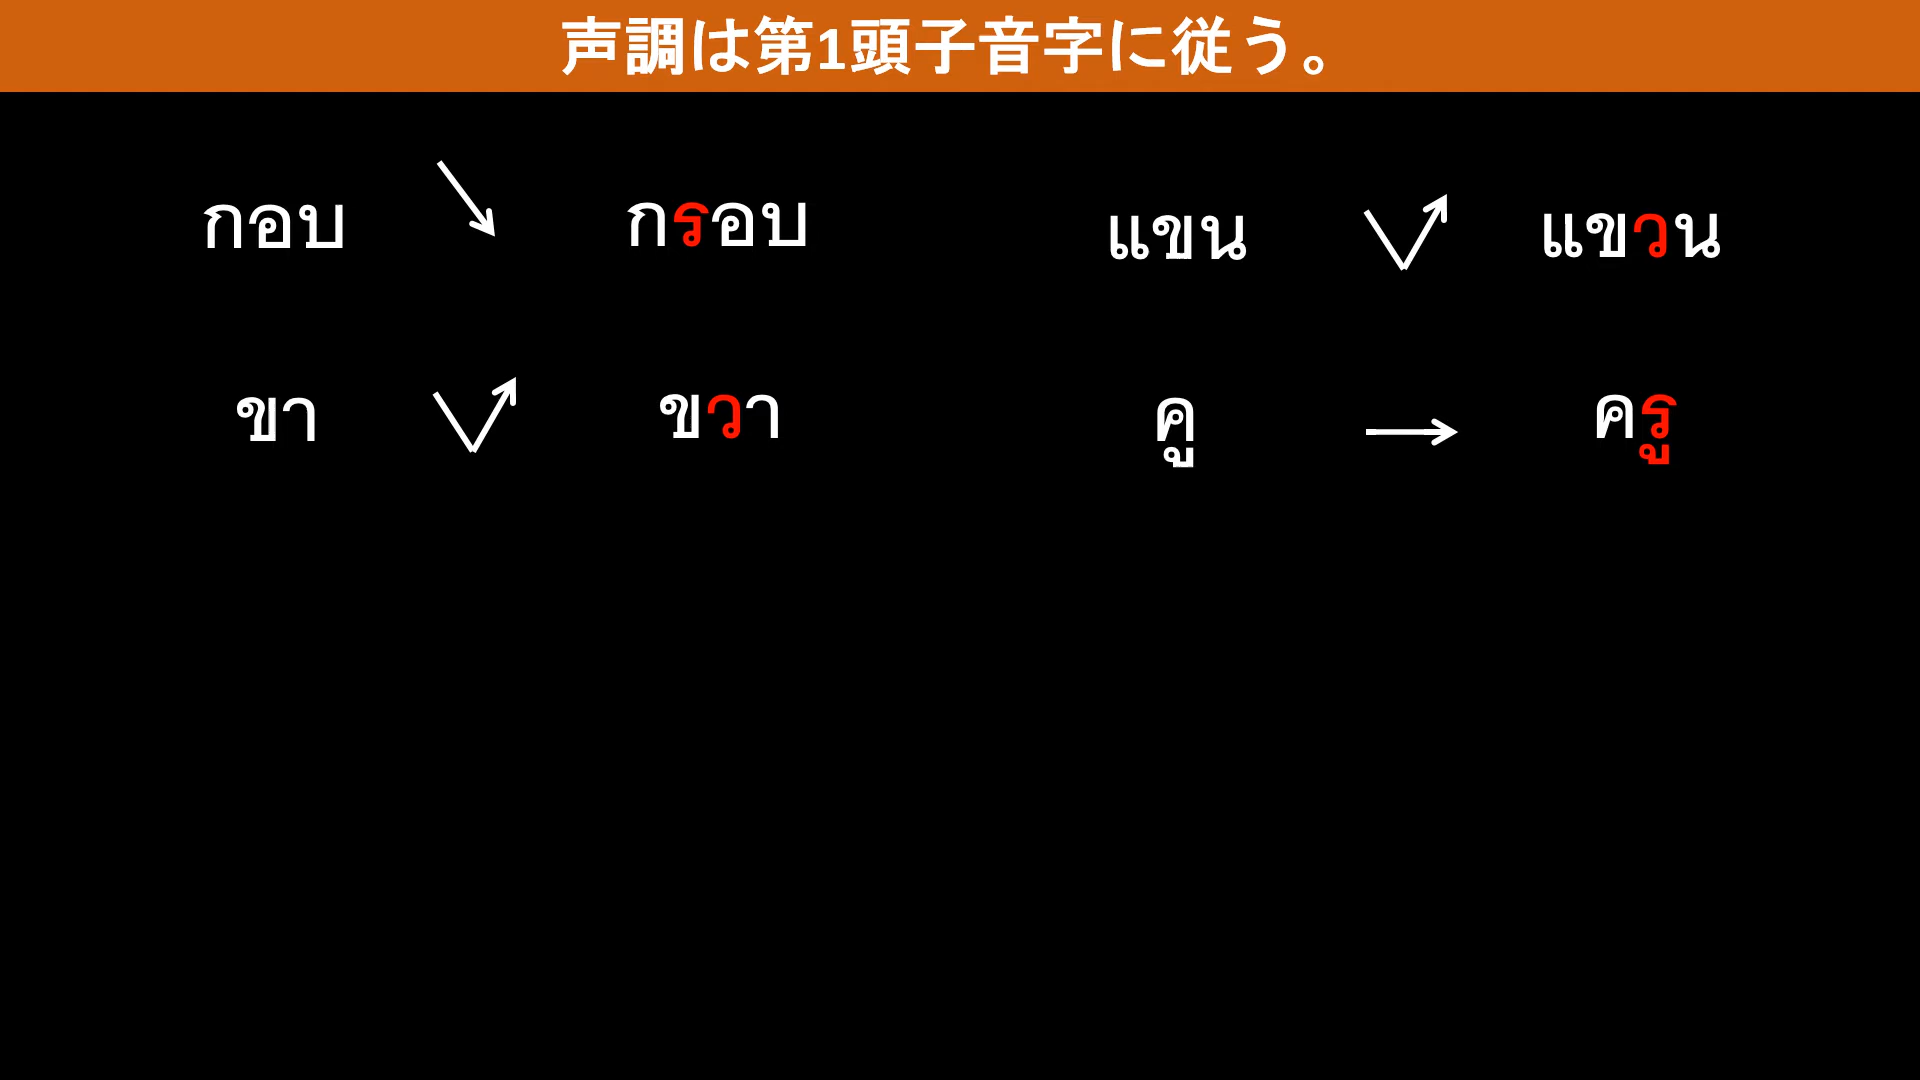 声調は第1頭子音字に従う。
กอบ กรอบ แขน แขวน
ขา ขวา คู ครู